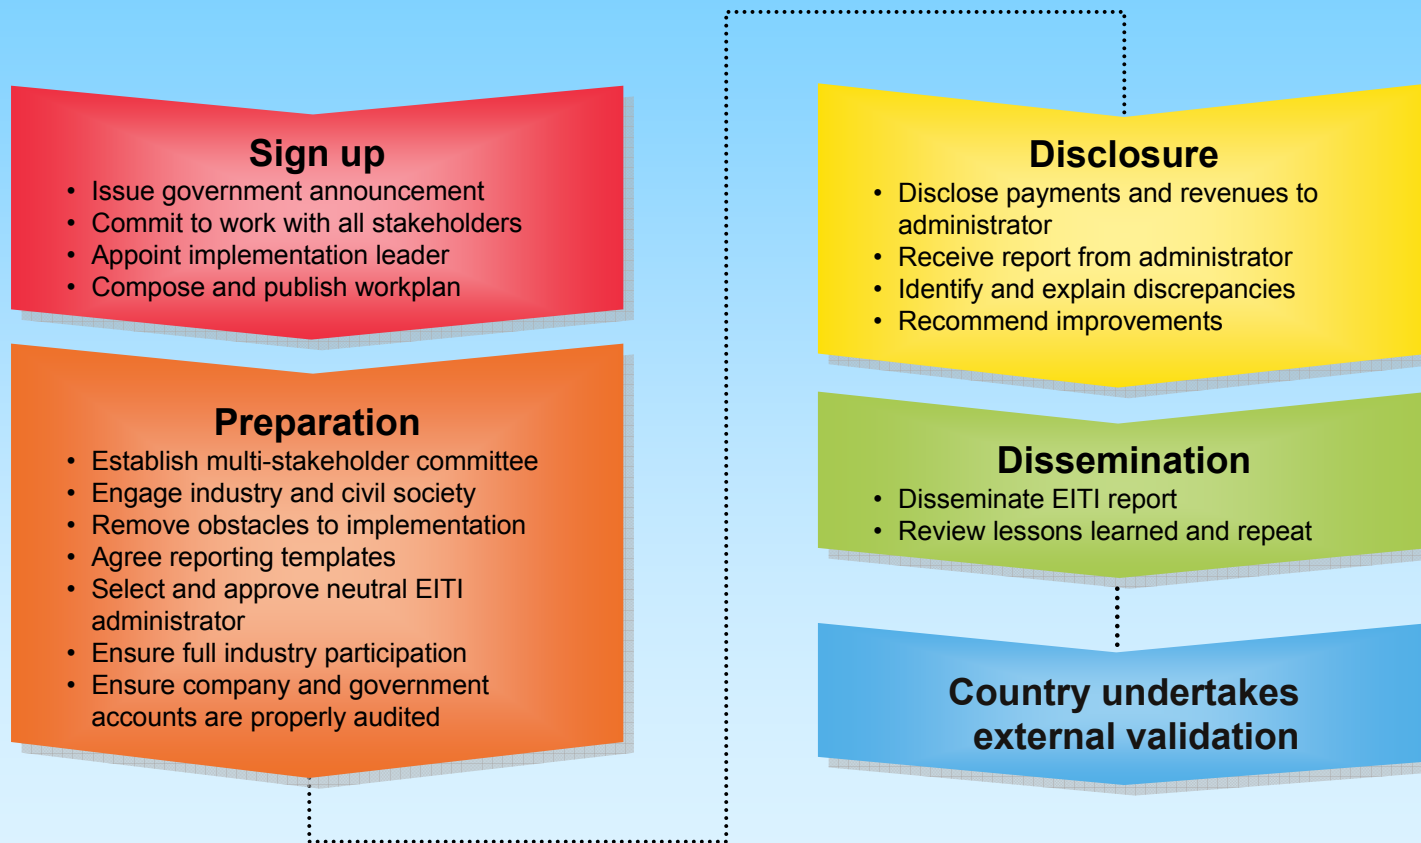 Sign up
• Issue government announcement
• Commit to work with all stakeholders
• Appoint implementation leader
• Compose and publish workplan
Preparation
• Establish multi-stakeholder committee
• Engage industry and civil society
• Remove obstacles to implementation
• Agree reporting templates
• Select and approve neutral EITI
administrator
• Ensure full industry participation
• Ensure company and government
accounts are properly audited
Disclosure
• Disclose payments and revenues to
administrator
• Receive report from administrator
• Identify and explain discrepancies
• Recommend improvements
Dissemination
• Disseminate EITI report
• Review lessons learned and repeat
Country undertakes
external validation